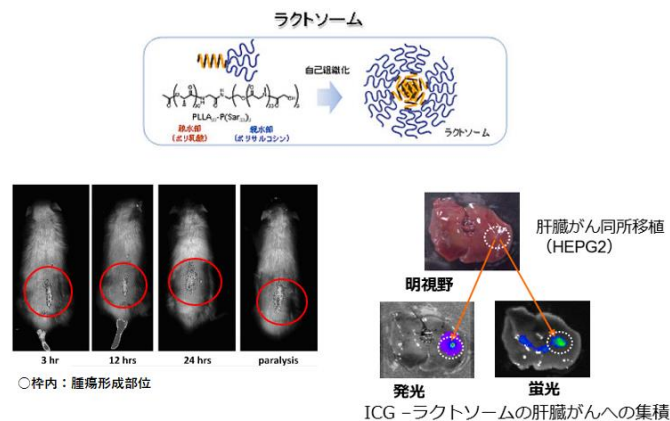 ラクトソーム
自己組織化
疎水部
(ポリ乳酸)
親水部
(ポリサルコシン)
ラクトソーム
3 hr
12 hrs
24 hrs
paralysis
○枠内：腫瘍形成部位
肝臓がん同所移植
（HEPG2）
明視野
発光
蛍光
ICG –ラクトソームの肝臓がんへの集積